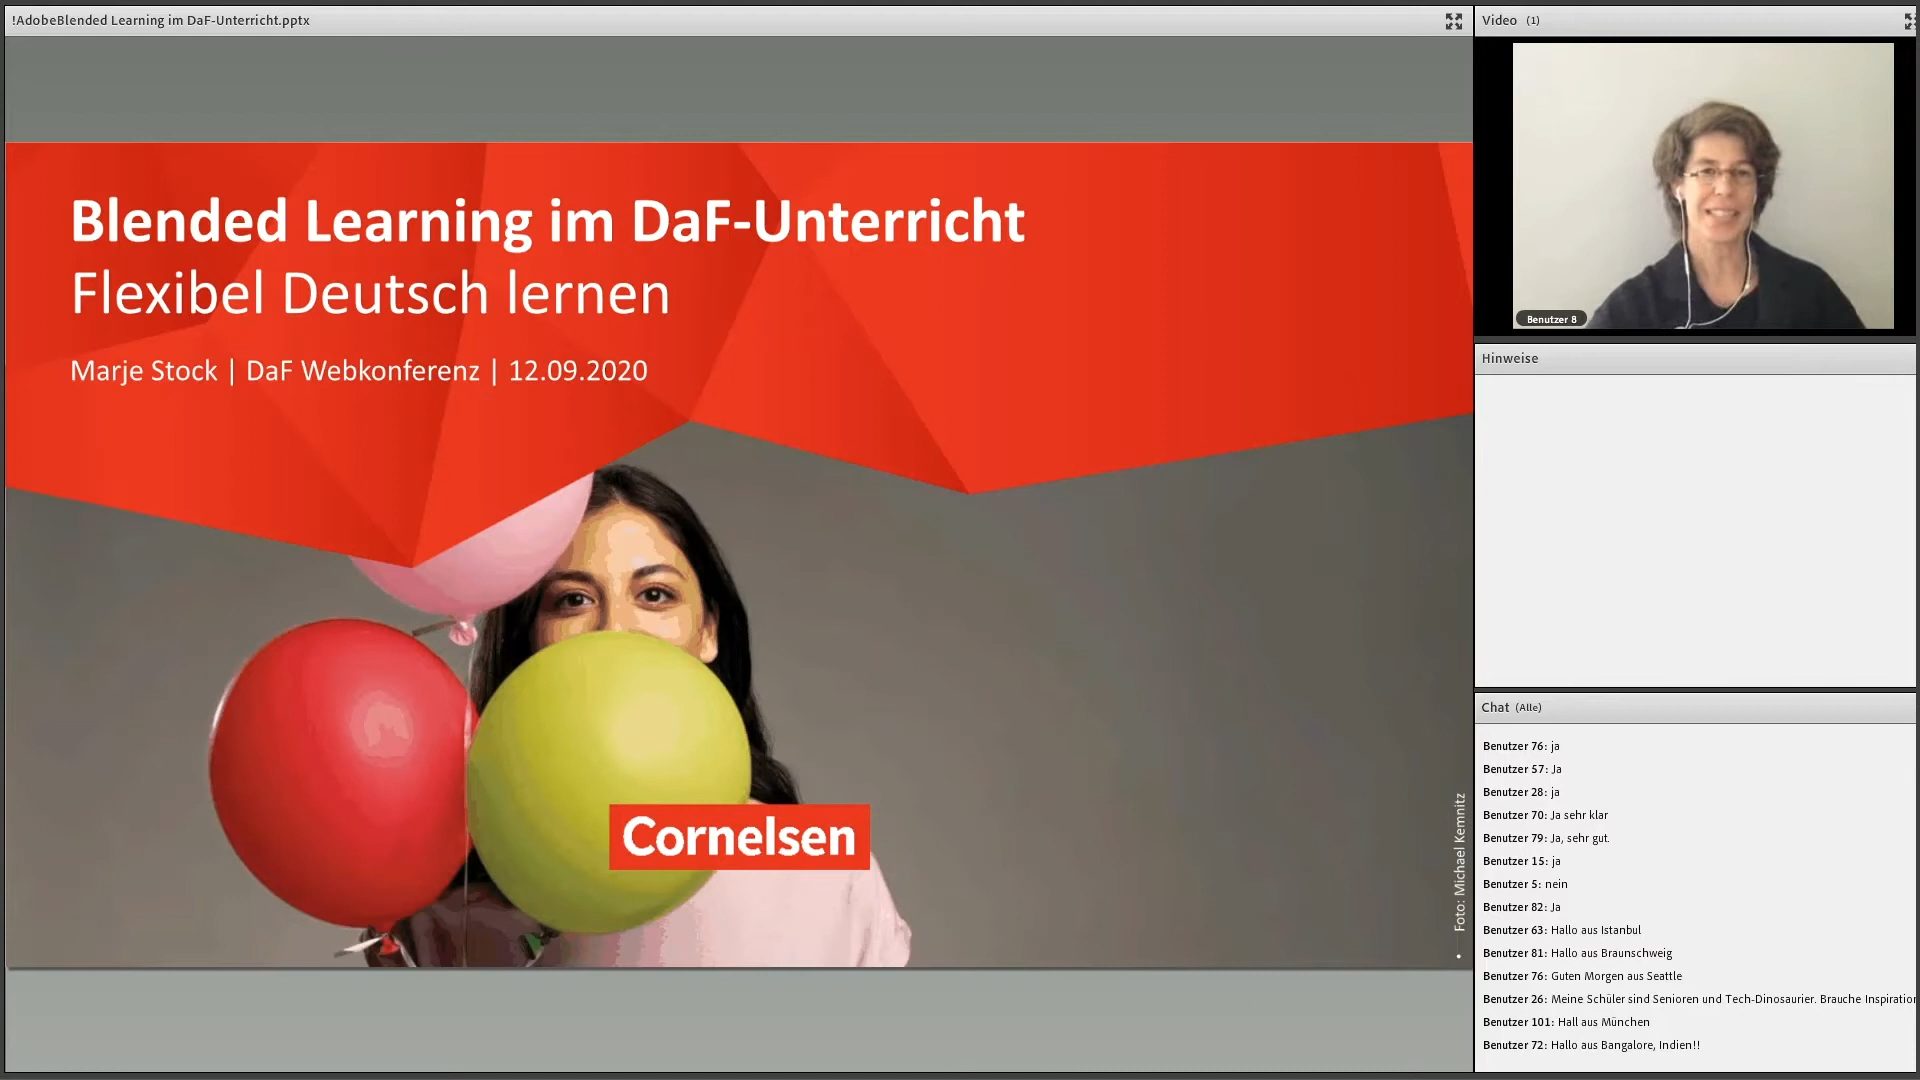 !AdobeBlended Learning im DaF-Unterricht.pptx
Blended Learning im DaF-Unterricht
Flexibel Deutsch lernen
Marje Stock | DaF Webkonferenz | 12.09.2020
Cornelsen
• Foto: Michael Kemnitz
Video (1)
Benutzer 8
Hinweise
Chat (Alle)
Benutzer 76: ja
Benutzer 57: Ja
Benutzer 28: ja
Benutzer 70: Ja sehr klar
Benutzer 79: Ja, sehr gut.
Benutzer 15: ja
Benutzer 5: nein
Benutzer 82: Ja
Benutzer 63: Hallo aus Istanbul
Benutzer 81: Hallo aus Braunschweig
Benutzer 76: Guten Morgen aus Seattle
Benutzer 26: Meine Schüler sind Senioren und Tech-Dinosaurier. Brauche Inspiration
Benutzer 101: Hall aus München
Benutzer 72: Hallo aus Bangalore, Indien!!